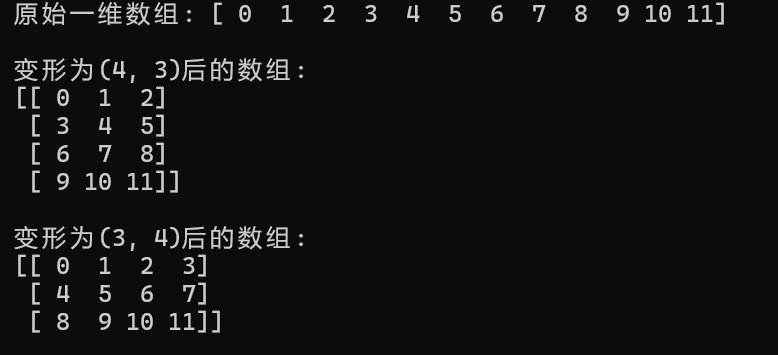 原始一维数组: [ 0  1  2  3  4  5  6  7  8  9 10 11]
变形为(4, 3)后的数组:
[[ 0  1  2]
 [ 3  4  5]
 [ 6  7  8]
 [ 9 10 11]]
变形为(3, 4)后的数组:
[[ 0  1  2  3]
 [ 4  5  6  7]
 [ 8  9 10 11]]